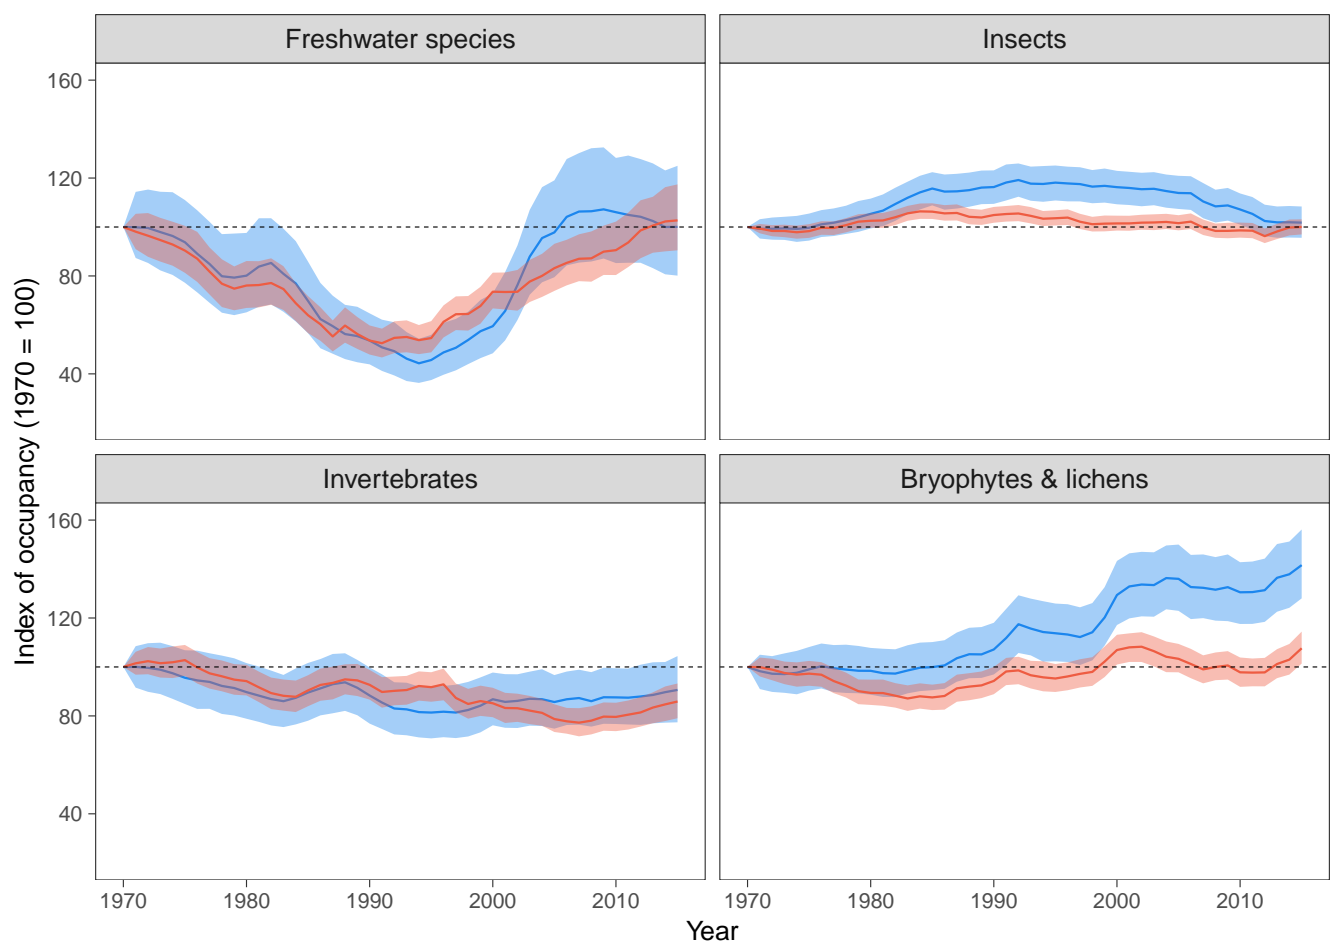 Freshwater species
Insects
160
120
80
40
Invertebrates
Bryophytes & lichens
160
120
80
40
Index of occupancy (1970 = 100)
1970 1980 1990 2000 2010
1970 1980 1990 2000 2010
Year